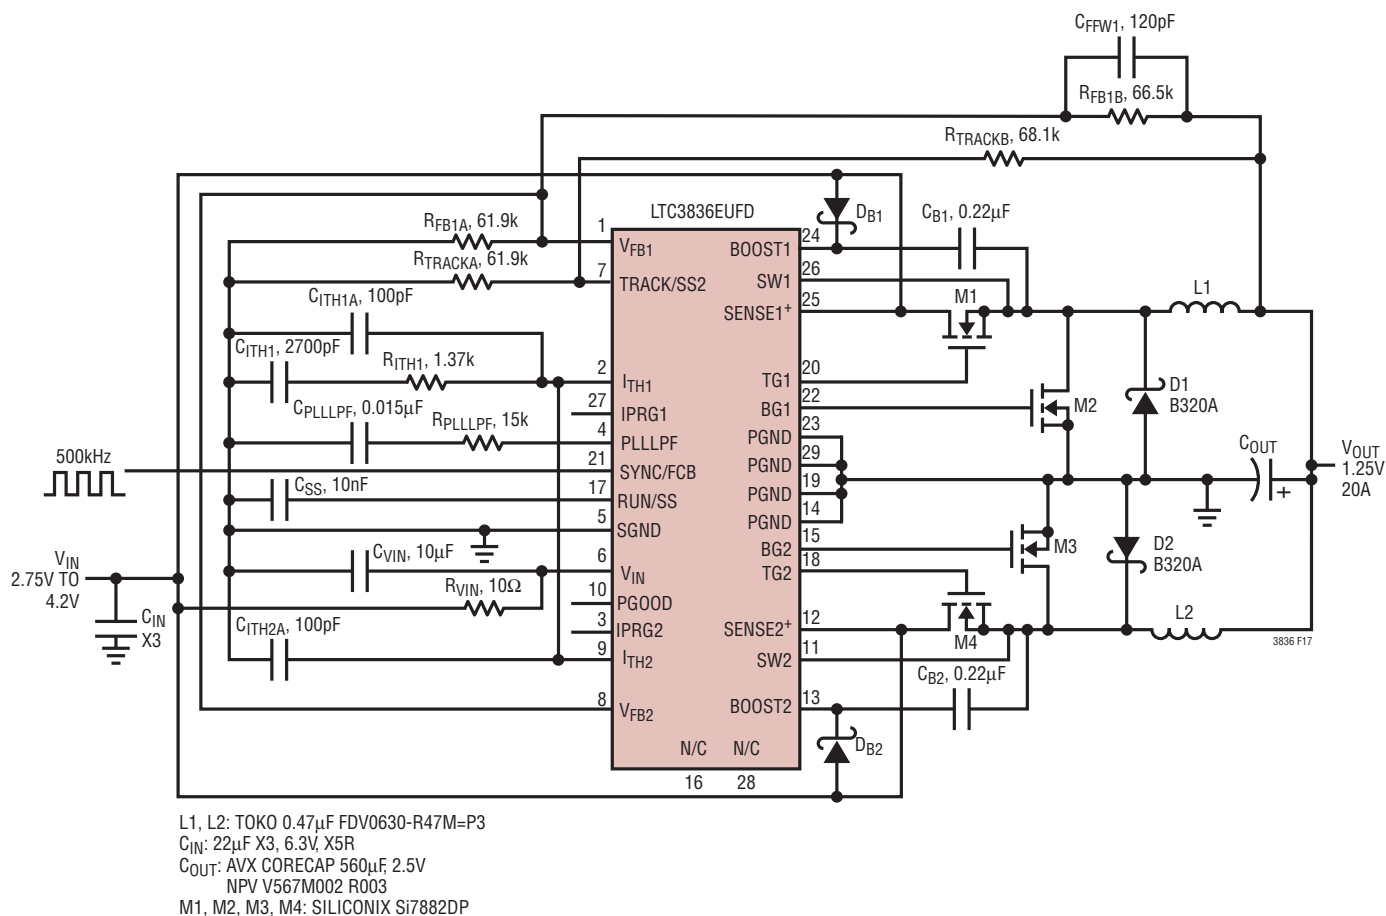 CFFW1, 120pF
RFB1B, 66.5k
RTRACKB, 68.1k
LTC3836EUFD
DB1
CB1, 0.22µF
RFB1A, 61.9k
1
VFB1
RTRACKA, 61.9k
7
TRACK/SS2
CITH1A, 100pF
CITH1, 2700pF
RITH1, 1.37k
2
ITH1
27
IPRG1
CPLLLPF, 0.015µF
RPLLLPF, 15k
4
PLLLPF
500kHz
21
SYNC/FCB
CSS, 10nF
17
RUN/SS
5
SGND
CVIN, 10µF
6
VIN
RVIN, 10Ω
10
PGOOD
3
IPRG2
CITH2A, 100pF
9
ITH2
8
VFB2
VIN
2.75V TO
4.2V
CIN
X3
24
BOOST1
26
SW1
25
SENSE1+
M1
L1
20
TG1
22
BG1
M2
D1
B320A
23
PGND
29
PGND
19
PGND
14
PGND
COUT
+
VOUT
1.25V
20A
15
BG2
M3
D2
B320A
18
TG2
12
SENSE2+
M4
L2
11
SW2
CB2, 0.22µF
13
BOOST2
DB2
N/C N/C
16 28
3836 F17
L1, L2: TOKO 0.47µF FDV0630-R47M=P3
CIN: 22µF X3, 6.3V, X5R
COUT: AVX CORECAP 560µF, 2.5V
NPV V567M002 R003
M1, M2, M3, M4: SILICONIX Si7882DP